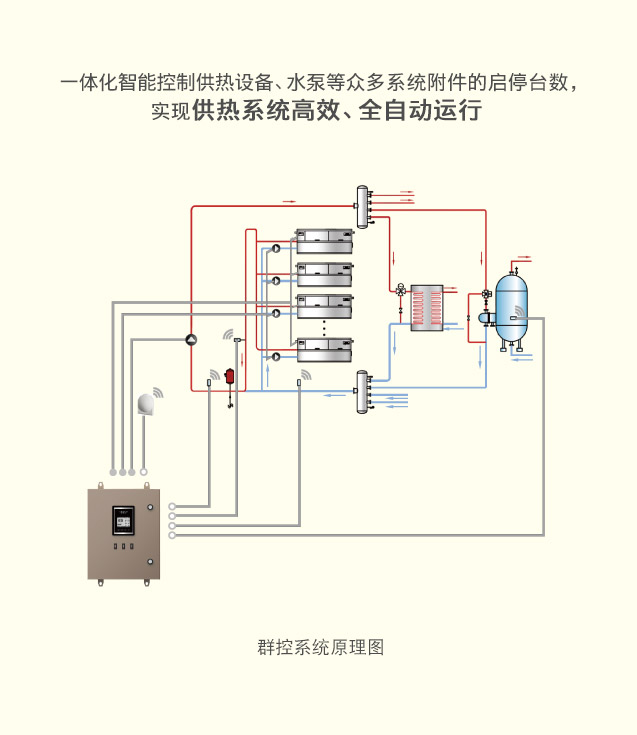 一体化智能控制供热设备、水泵等众多系统附件的启停台数，
实现供热系统高效、全自动运行
群控系统原理图